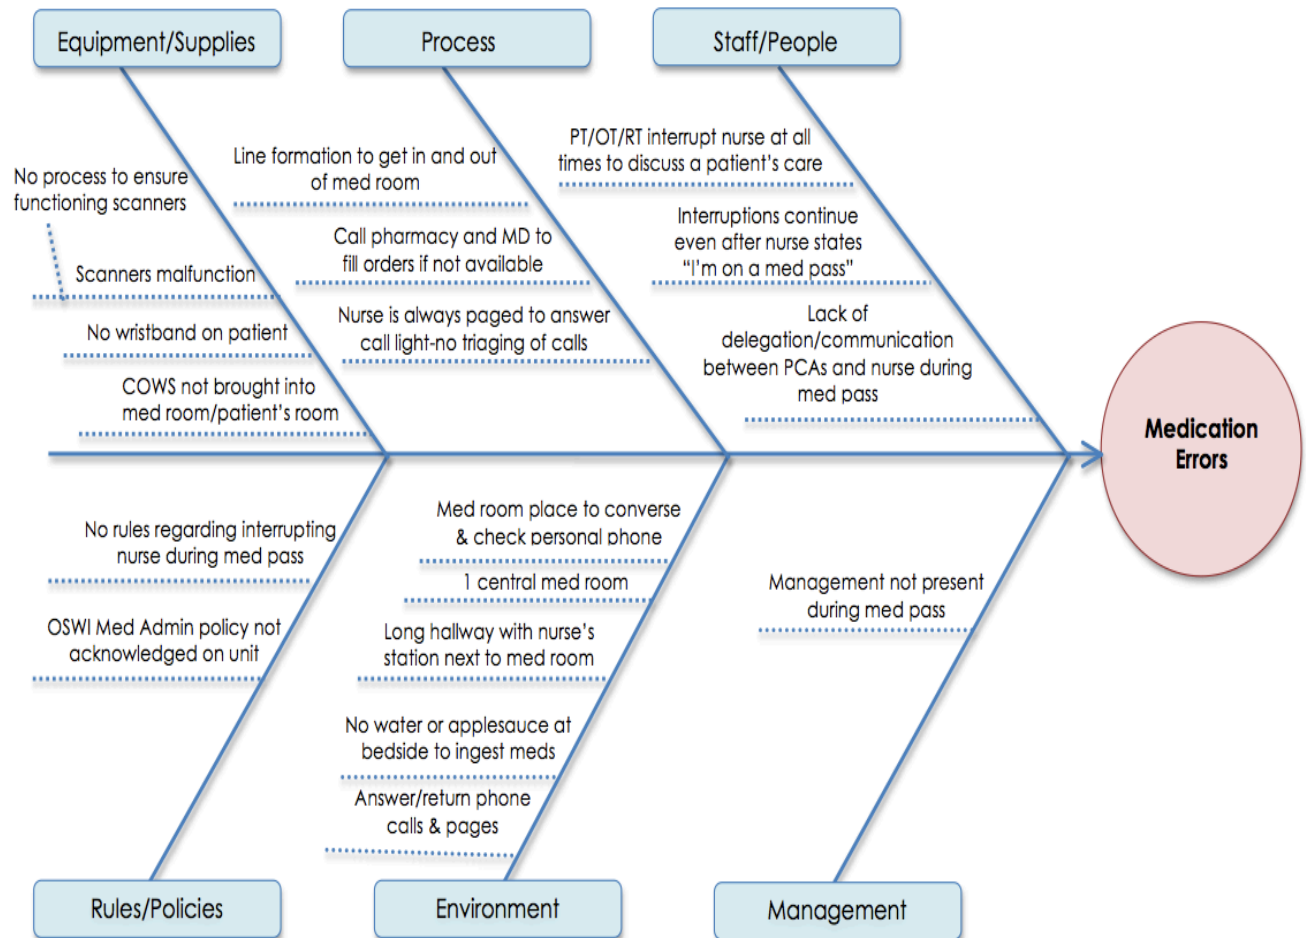 Equipment/Supplies
Process
Staff/People
No process to ensure
functioning scanners
Scanners malfunction
No wristband on patient
COWS not brought into
med room/patient's room
Line formation to get in and out
of med room
Call pharmacy and MD to
fill orders if not available
Nurse is always paged to answer
call light-no triaging of calls
PT/OT/RT interrupt nurse at all
times to discuss a patient's care
Interruptions continue
even after nurse states
"I'm on a med pass"
Lack of
delegation/communication
between PCAs and nurse during
med pass
Medication
Errors
No rules regarding interrupting
nurse during med pass
OSWI Med Admin policy not
acknowledged on unit
Med room place to converse
& check personal phone
1 central med room
Long hallway with nurse's
station next to med room
No water or applesauce at
bedside to ingest meds
Answer/return phone
calls & pages
Management not present
during med pass
Rules/Policies
Environment
Management